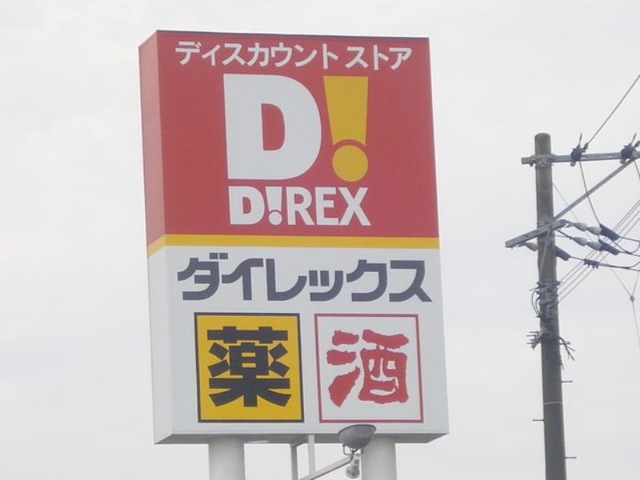 ディスカウント ストア
D!
D!REX
ダイレックス
薬 酒